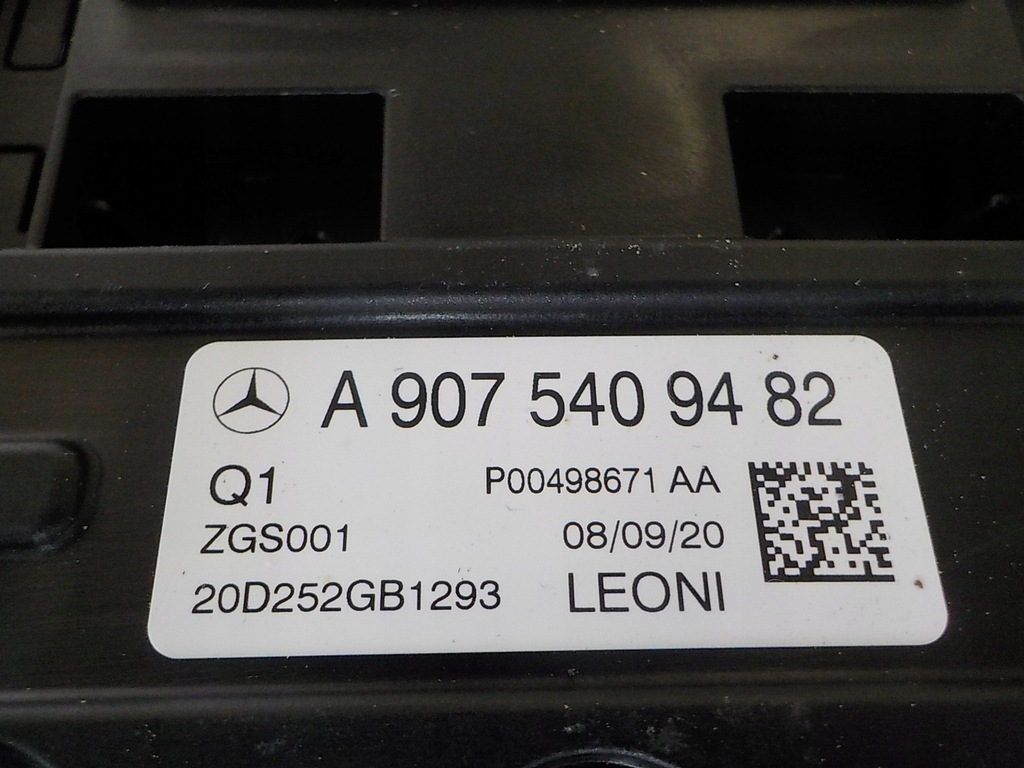 A 907 540 94 82
Q1 P00498671 AA
ZGS001 08/09/20
20D252GB1293 LEONI